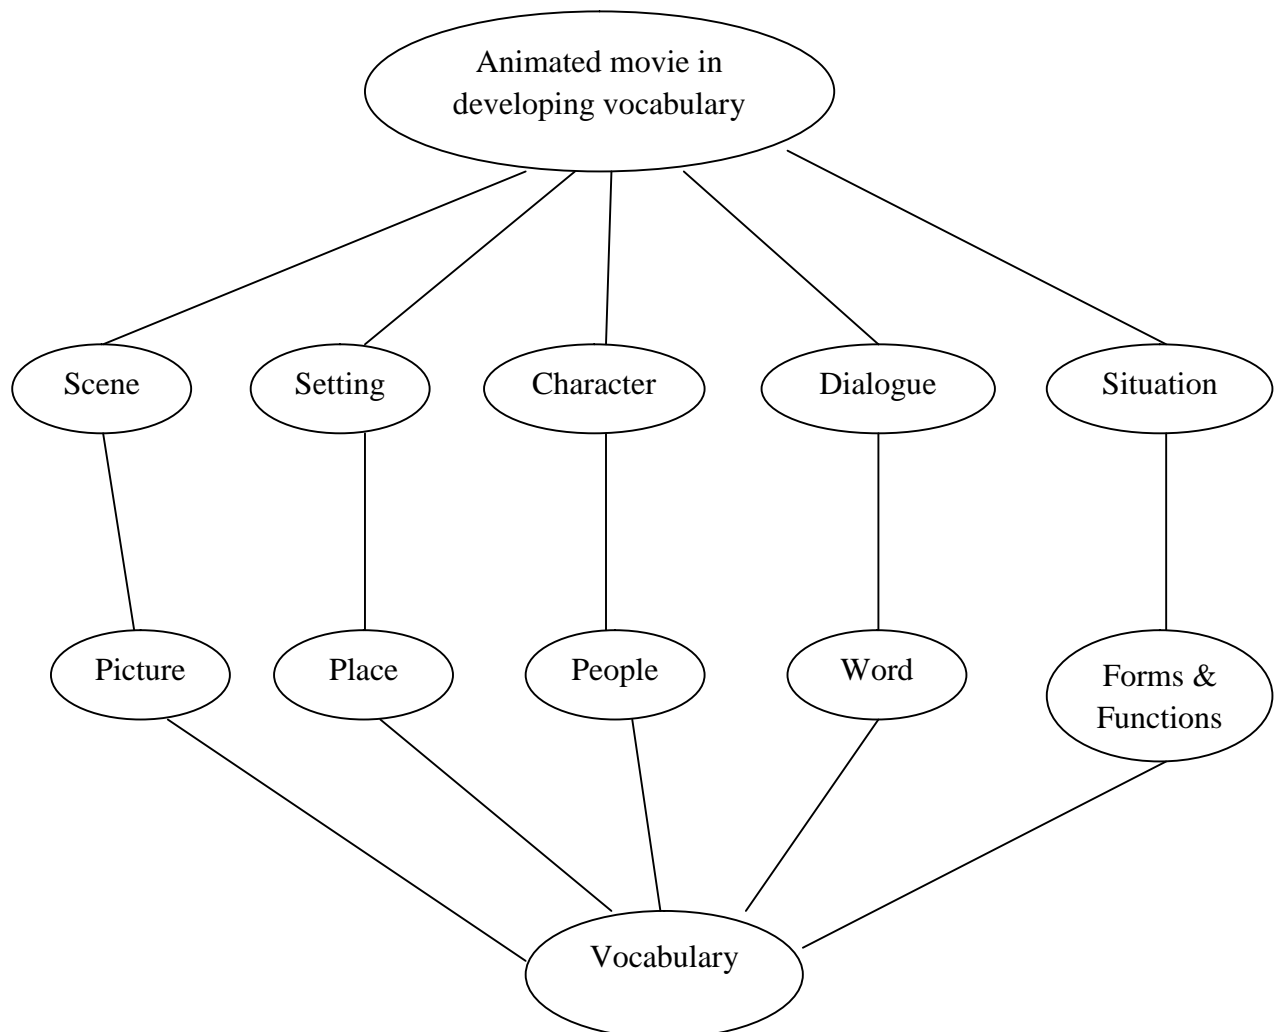 Animated movie in
developing vocabulary
Scene
Setting
Character
Dialogue
Situation
Picture
Place
People
Word
Forms &
Functions
Vocabulary